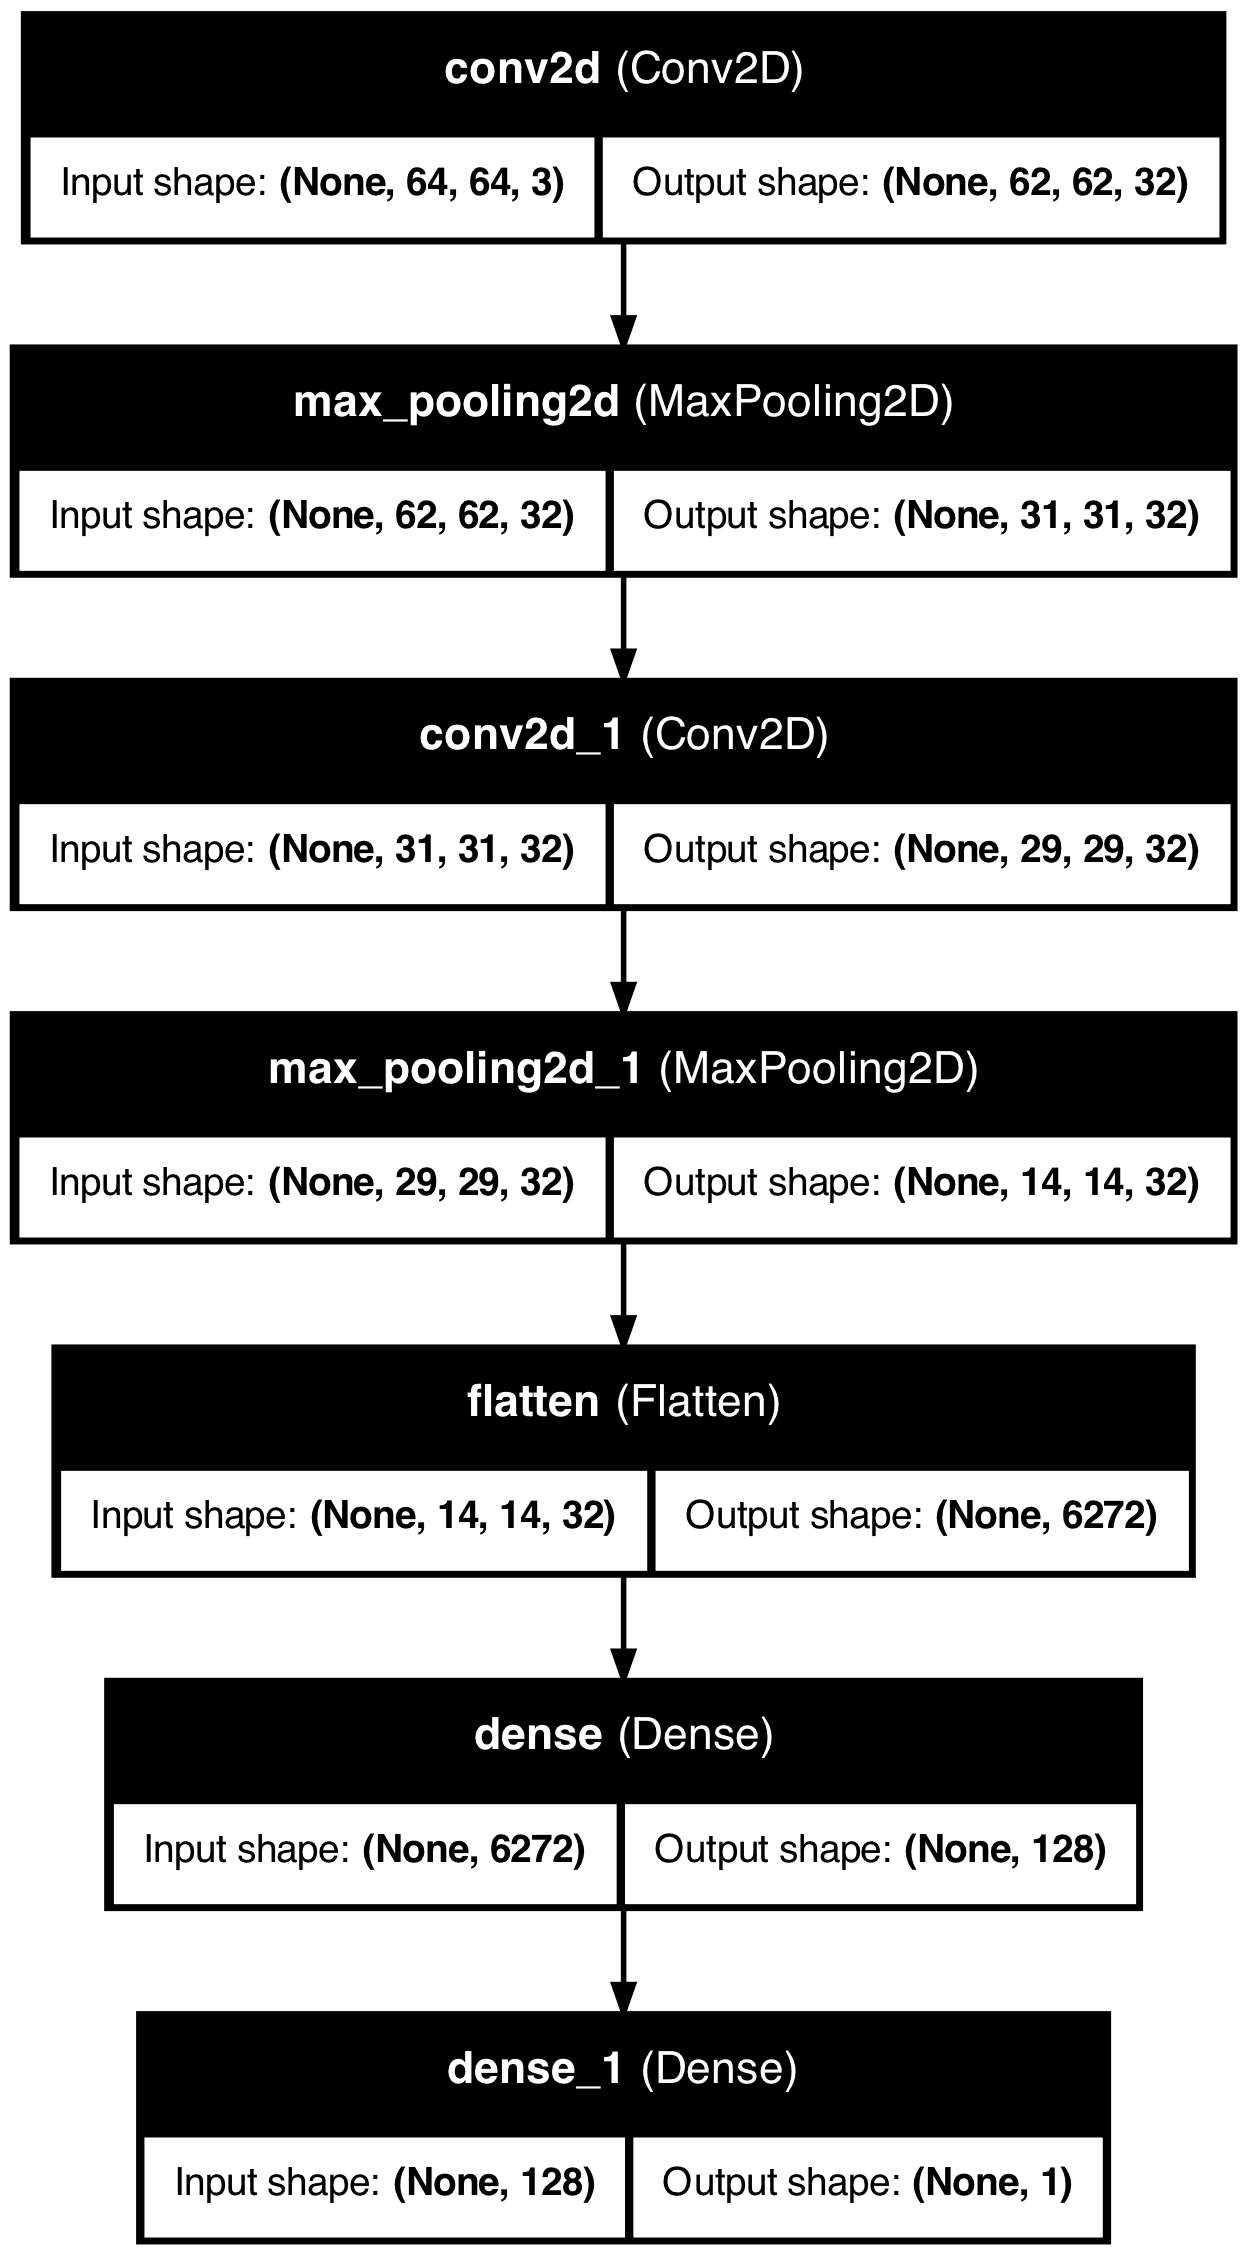 conv2d (Conv2D)
Input shape: (None, 64, 64, 3) Output shape: (None, 62, 62, 32)
max_pooling2d (MaxPooling2D)
Input shape: (None, 62, 62, 32) Output shape: (None, 31, 31, 32)
conv2d_1 (Conv2D)
Input shape: (None, 31, 31, 32) Output shape: (None, 29, 29, 32)
max_pooling2d_1 (MaxPooling2D)
Input shape: (None, 29, 29, 32) Output shape: (None, 14, 14, 32)
flatten (Flatten)
Input shape: (None, 14, 14, 32) Output shape: (None, 6272)
dense (Dense)
Input shape: (None, 6272) Output shape: (None, 128)
dense_1 (Dense)
Input shape: (None, 128) Output shape: (None, 1)